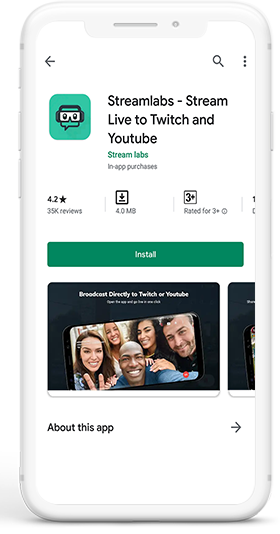 Streamlabs - Stream
Live to Twitch and
Youtube
Stream labs
In-app purchases
4.2★
35K reviews
4.0 MB
3+
Rated for 3+
Install
Broadcast Directly to Twitch or Youtube
Open the app and go live in one click
About this app